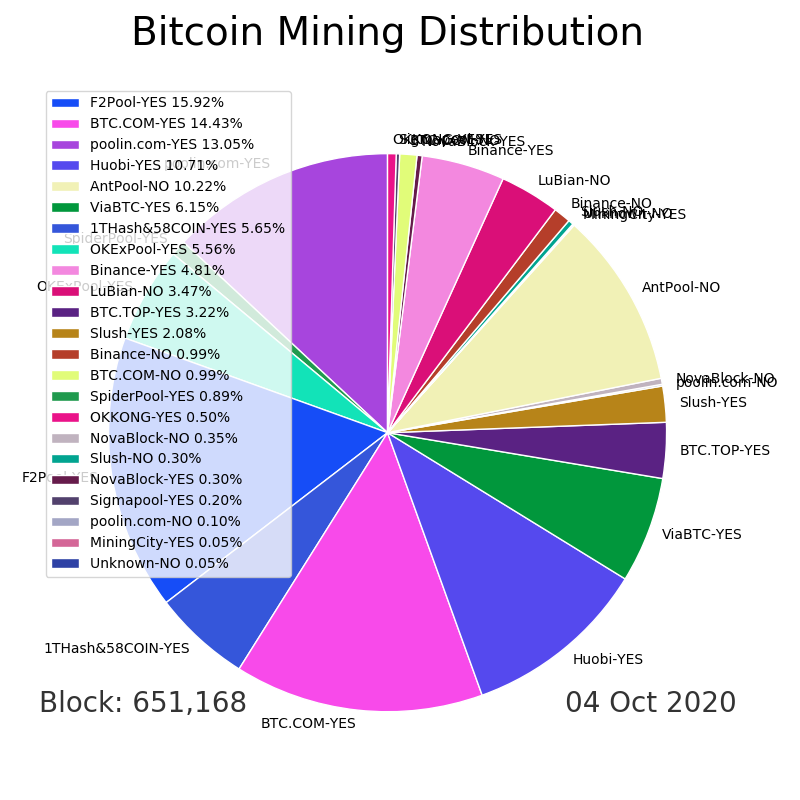 Bitcoin Mining Distribution
F2Pool-YES 15.92%
BTC.COM-YES 14.43%
poolin.com-YES 13.05%
Huobi-YES 10.71%
AntPool-NO 10.22%
ViaBTC-YES 6.15%
1THash&58COIN-YES 5.65%
OKExPool-YES 5.56%
Binance-YES 4.81%
LuBian-NO 3.47%
BTC.TOP-YES 3.22%
Slush-YES 2.08%
Binance-NO 0.99%
BTC.COM-NO 0.99%
SpiderPool-YES 0.89%
OKKONG-YES 0.50%
NovaBlock-NO 0.35%
Slush-NO 0.30%
NovaBlock-YES 0.30%
Sigmapool-YES 0.20%
poolin.com-NO 0.10%
MiningCity-YES 0.05%
Unknown-NO 0.05%
Binance-YES
LuBian-NO
Binance-NO
MiningCity-YES
AntPool-NO
NovaBlock-NO
poolin.com-NO
Slush-YES
BTC.TOP-YES
ViaBTC-YES
Huobi-YES
BTC.COM-YES
1THash&58COIN-YES
F2Pool-YES
OKExPool-YES
SpiderPool-YES
poolin.com-YES
Block: 651,168
04 Oct 2020